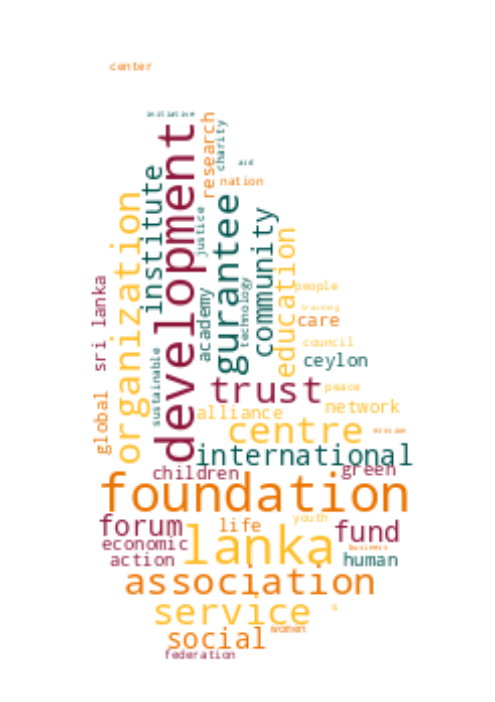 center
initiative
development
research
charity
aid
nation
institute
organization
justice
gurantee
community
education
sri lanka
academy
technology
people
training
care
council
ceylon
sustainable
global
trust
peace
alliance
network
centre
mission
international
children
green
foundation
forum
life
youth
fund
lanka
economic
business
action
human
association
service
s
social
women
federation